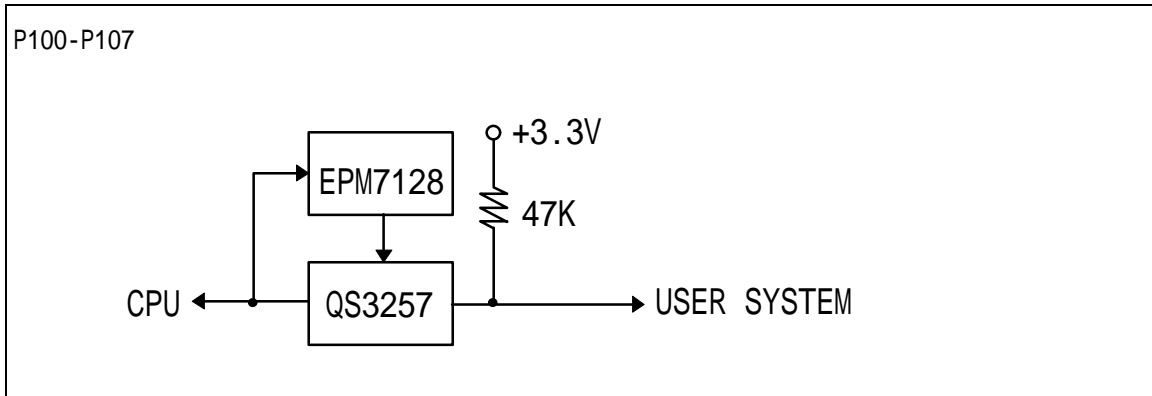 P100-P107
+3.3V
EPM7128
47K
CPU
QS3257
USER SYSTEM